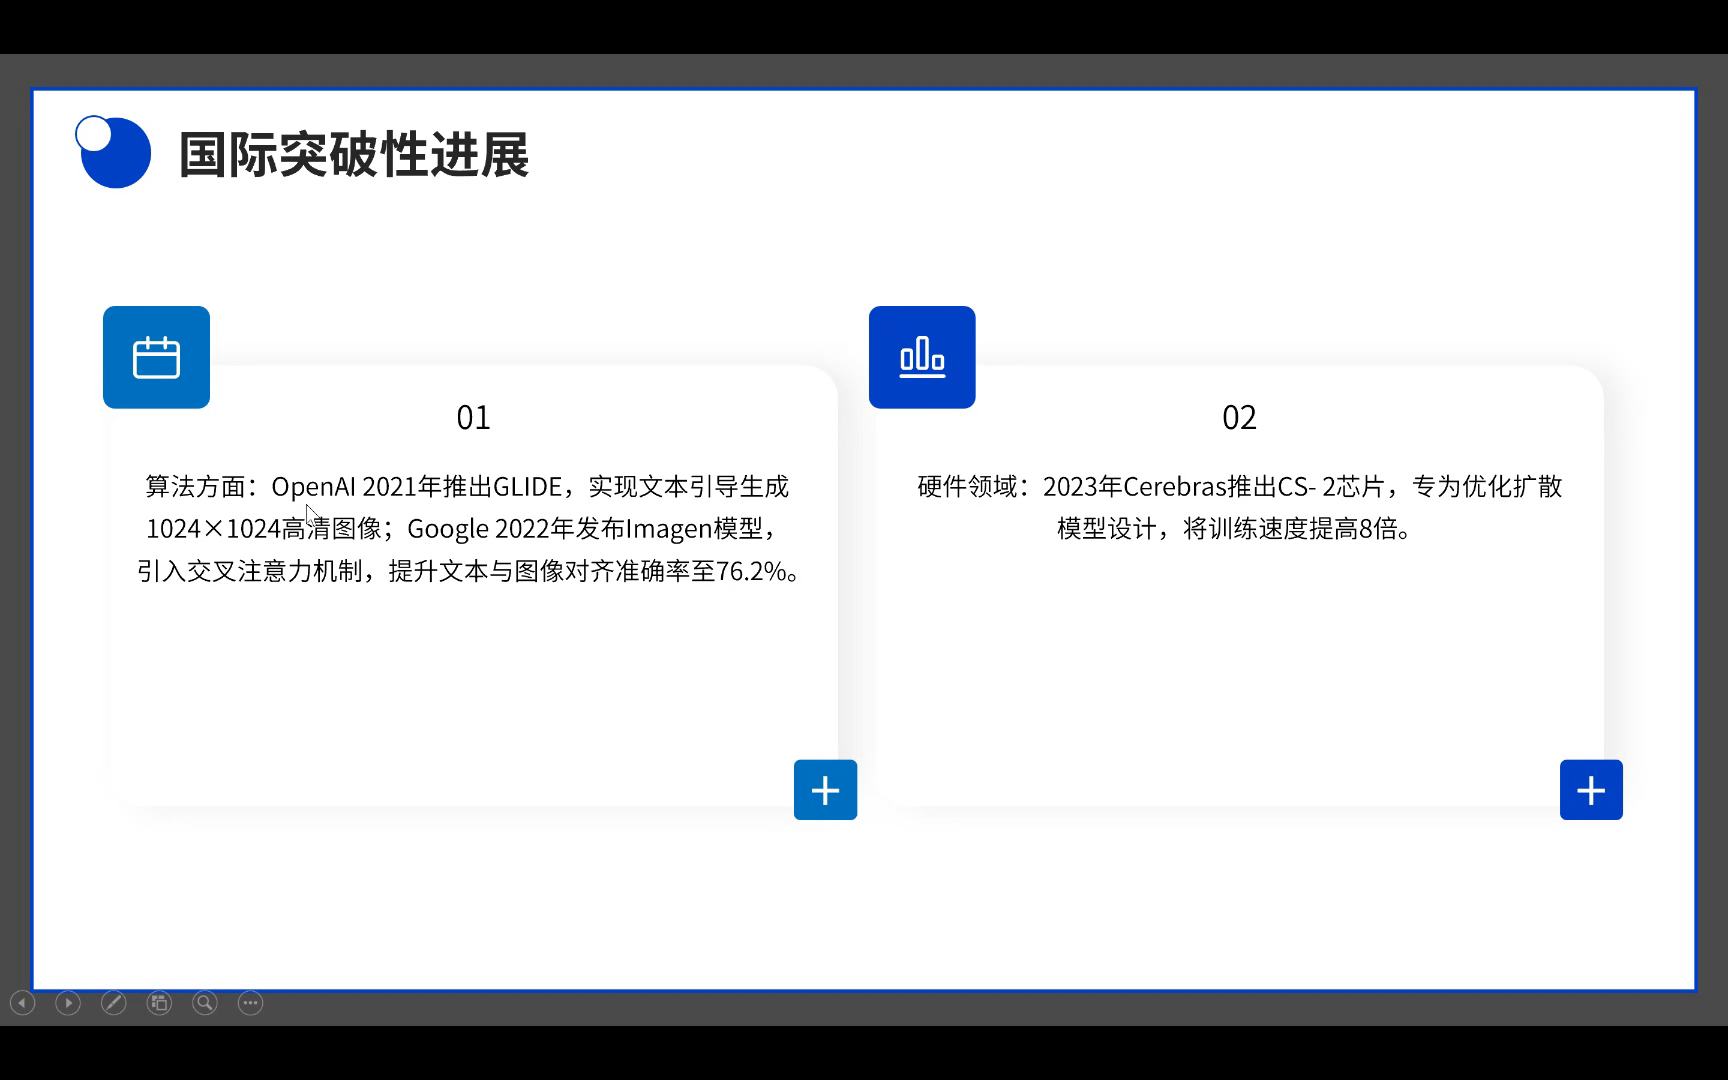 国际突破性进展
01
算法方面：OpenAI 2021年推出GLIDE，实现文本引导生成
1024×1024高清图像；Google 2022年发布Imagen模型，
引入交叉注意力机制，提升文本与图像对齐准确率至76.2%。
02
硬件领域：2023年Cerebras推出CS- 2芯片，专为优化扩散
模型设计，将训练速度提高8倍。